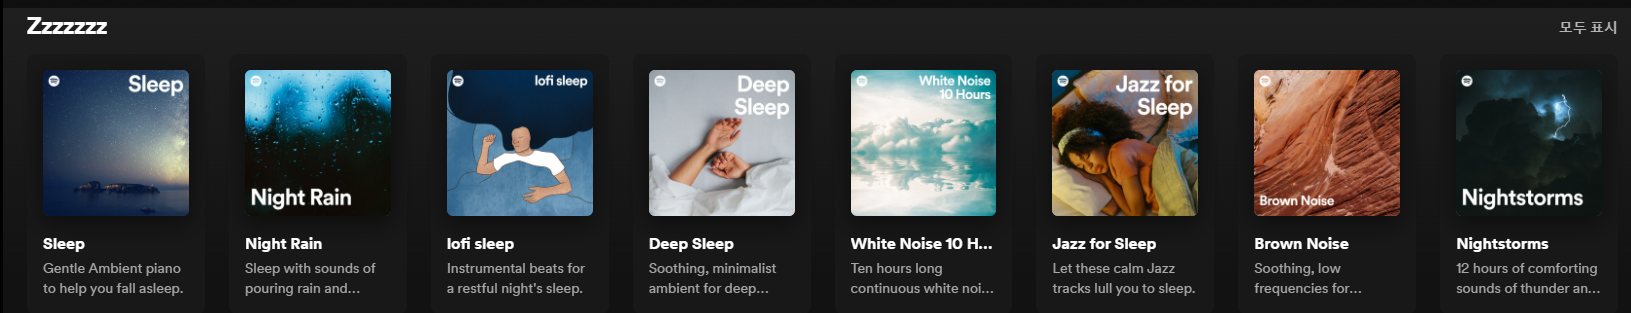 Zzzzzzz
모두 표시
Sleep
Night Rain
lofi sleep
Deep
Sleep
White Noise
10 Hours
Jazz for
Sleep
Brown Noise
Nightstorms
Sleep
Gentle Ambient piano
to help you fall asleep.
Night Rain
Sleep with sounds of
pouring rain and...
lofi sleep
Instrumental beats for
a restful night's sleep.
Deep Sleep
Soothing, minimalist
ambient for deep...
White Noise 10 H...
Ten hours long
continuous white noi...
Jazz for Sleep
Let these calm Jazz
tracks lull you to sleep.
Brown Noise
Soothing, low
frequencies for...
Nightstorms
12 hours of comforting
sounds of thunder an...